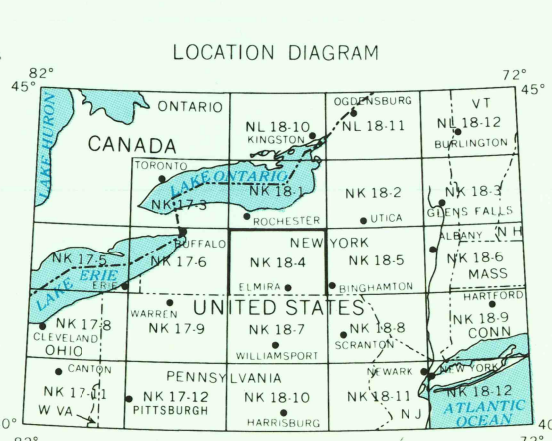 LOCATION DIAGRAM
82° 72°
45° 45°
ONTARIO
OGDENSBURG
VT
NL 18-10
NL 18-11
NL 18-12
KINGSTON
BURLINGTON
LAKE HURON
CANADA
TORONTO
LAKE ONTARIO
NK 17-3
NK 18-1
NK 18-2
NK 18-3
ROCHESTER
UTICA
GLENS FALLS
BUFFALO
NEW YORK
ALBANY
N H
NK 17-5
NK 17-6
NK 18-4
NK 18-5
NK 18-6
MASS
LAKE ERIE
ERIE
ELMIRA
BINGHAMTON
HARTFORD
WARREN
UNITED STATES
NK 17-8
NK 17-9
NK 18-7
NK 18-8
NK 18-9
CONN
CLEVELAND
OHIO
WILLIAMSPORT
SCRANTON
CANTON
PENNSYLVANIA
NEWARK
NEW YORK
NK 17-11
NK 17-12
NK 18-10
NK 18-11
NK 18-12
W VA
PITTSBURGH
HARRISBURG
N J
ATLANTIC
OCEAN